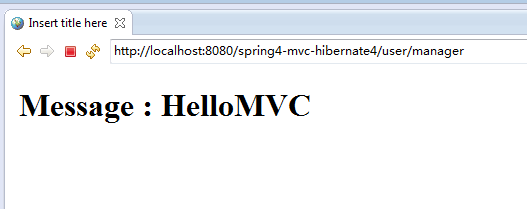 Insert title here
http://localhost:8080/spring4-mvc-hibernate4/user/manager
Message : HelloMVC